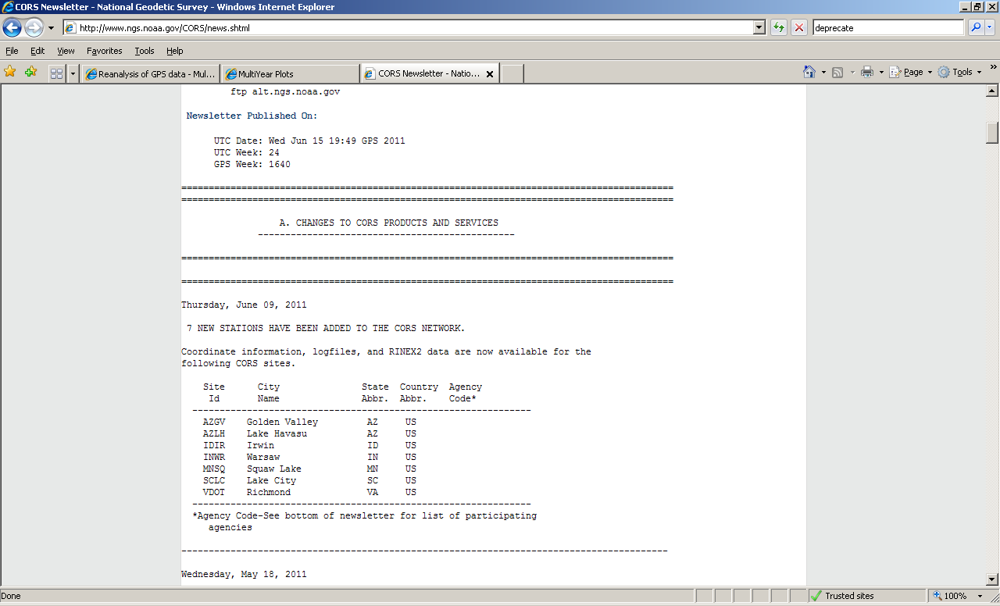 CORS Newsletter - National Geodetic Survey - Windows Internet Explorer
http://www.ngs.noaa.gov/CORS/news.shtml
deprecate
File Edit View Favorites Tools Help
Reanalysis of GPS data - Mul...
MultiYear Plots
CORS Newsletter - Natio...
Page
Tools
ftp alt.ngs.noaa.gov
Newsletter Published On:
UTC Date: Wed Jun 15 19:49 GPS 2011
UTC Week: 24
GPS Week: 1640
==========================================================================================
==========================================================================================
A. CHANGES TO CORS PRODUCTS AND SERVICES
-----------------------------------------------
==========================================================================================
==========================================================================================
Thursday, June 09, 2011
7 NEW STATIONS HAVE BEEN ADDED TO THE CORS NETWORK.
Coordinate information, logfiles, and RINEX2 data are now available for the
following CORS sites.
Site City State Country Agency
Id Name Abbr. Abbr. Code*
--------------------------------------------------------------
AZGV Golden Valley AZ US
AZLH Lake Havasu AZ US
IDIR Irwin ID US
INWR Warsaw IN US
MNSQ Squaw Lake MN US
SCLC Lake City SC US
VDOT Richmond VA US
--------------------------------------------------------------
*Agency Code-See bottom of newsletter for list of participating
agencies
-----------------------------------------------------------------------------------------
Wednesday, May 18, 2011
Done
Trusted sites
100%